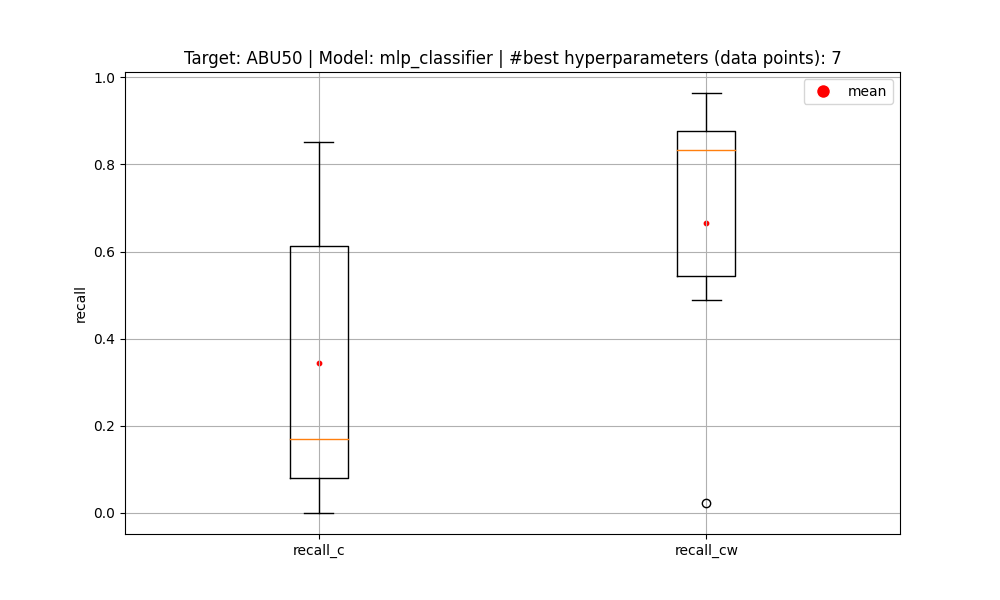 Target: ABU50 | Model: mlp_classifier | #best hyperparameters (data points): 7
mean
1.0
0.8
0.6
0.4
0.2
0.0
recall
recall_c
recall_cw